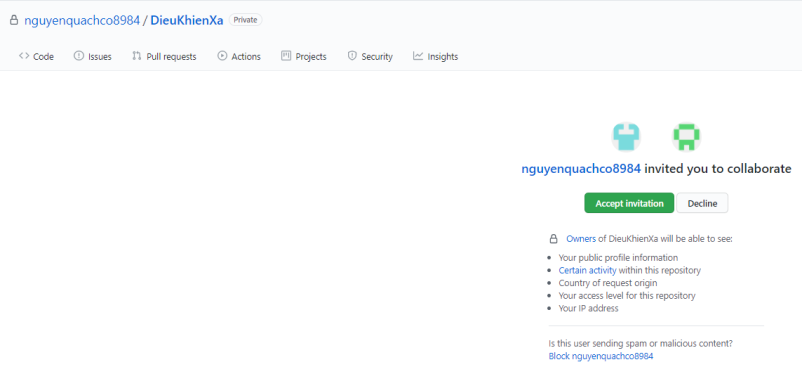 nguyenquachco8984 / DieuKhienXa Private
Code Issues Pull requests Actions Projects Security Insights
nguyenquachco8984 invited you to collaborate
Accept invitation Decline
Owners of DieuKhienXa will be able to see:
Your public profile information
Certain activity within this repository
Country of request origin
Your access level for this repository
Your IP address
Is this user sending spam or malicious content?
Block nguyenquachco8984